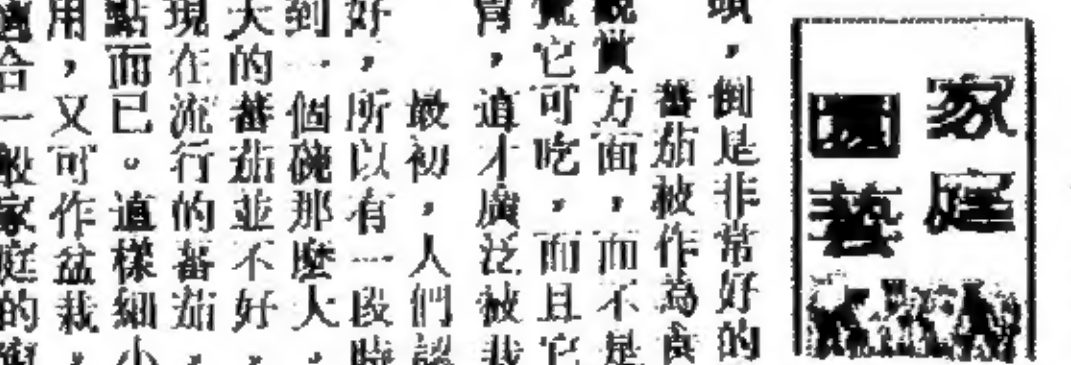 家庭
園藝
，倒是非常好的
蕃茄被作為食
觀賞方面，而不是
它可吃，而且它
，這才廣泛被栽
最初，人們認
好，所以有一段時
到一個碗那麼大，
大的蕃茄並不好，
現在流行的蕃茄，
點而已。這樣細小
用，又可作盆栽，
適合一般家庭的